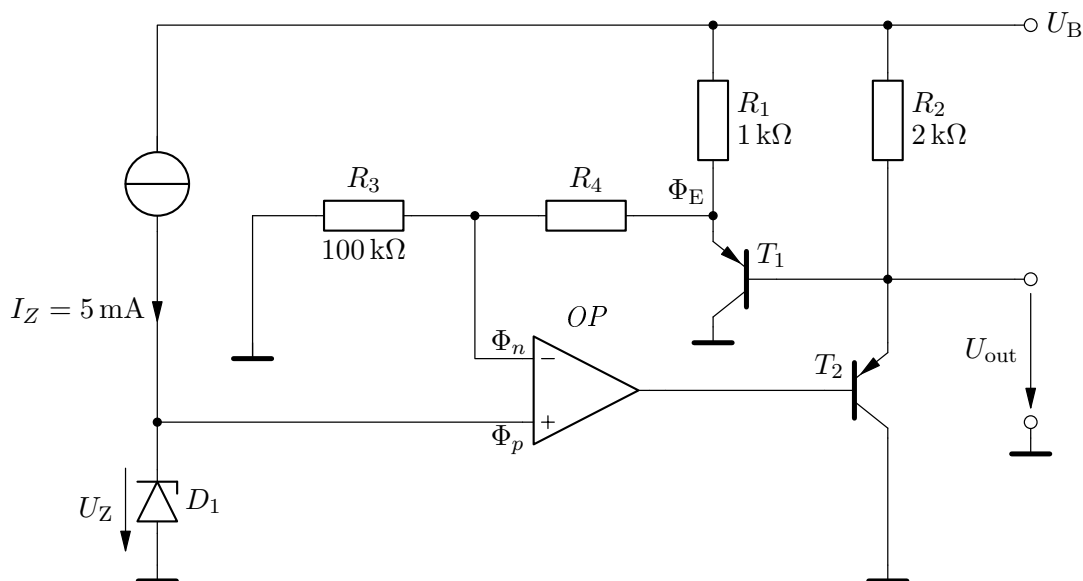 U_B
R_1
1 kΩ
R_2
2 kΩ
R_3
100 kΩ
R_4
Φ_E
T_1
I_Z = 5 mA
OP
Φ_n
−
U_out
T_2
+
Φ_p
U_Z
D_1